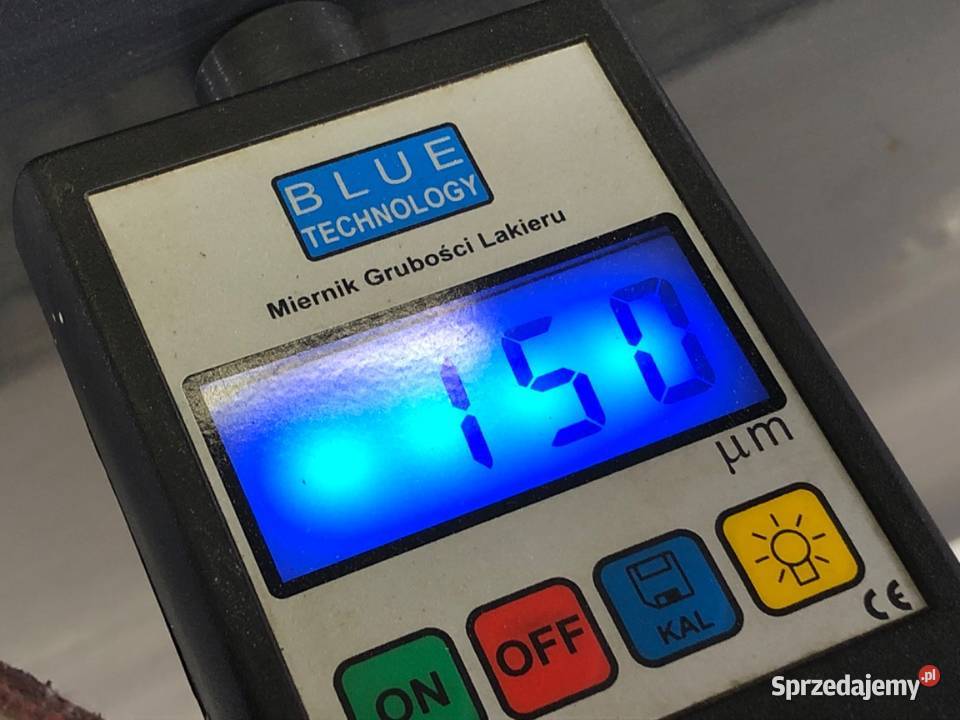 BLUE
TECHNOLOGY
Miernik Grubości Lakieru
150
µm
ON
OFF
KAL
CE
Sprzedajemy.pl